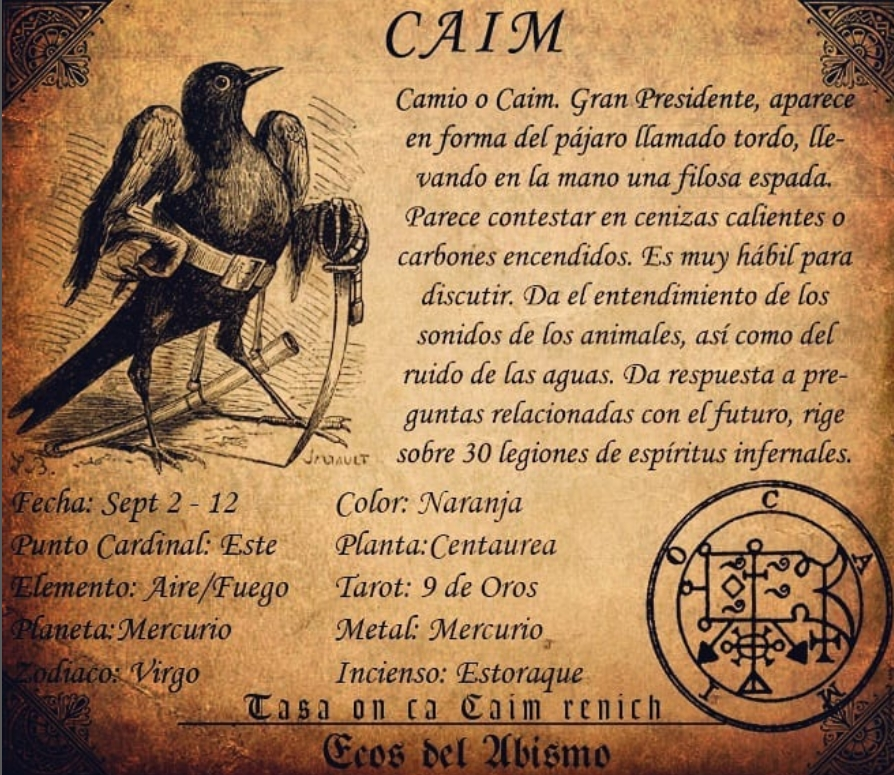 CAIM
Camio o Caim. Gran Presidente, aparece
en forma del pájaro llamado tordo, lle-
vando en la mano una filosa espada.
Parece contestar en cenizas calientes o
carbones encendidos. Es muy hábil para
discutir. Da el entendimiento de los
sonidos de los animales, así como del
ruido de las aguas. Da respuesta a pre-
guntas relacionadas con el futuro, rige
sobre 30 legiones de espíritus infernales.
L.B.
JARRAULT
Fecha: Sept 2 - 12
Punto Cardinal: Este
Elemento: Aire/Fuego
Planeta:Mercurio
Zodiaco: Virgo
Color: Naranja
Planta:Centaurea
Tarot: 9 de Oros
Metal: Mercurio
Incienso: Estoraque
C A M I O
Tasa on ca Caim renich
Ecos del Abismo